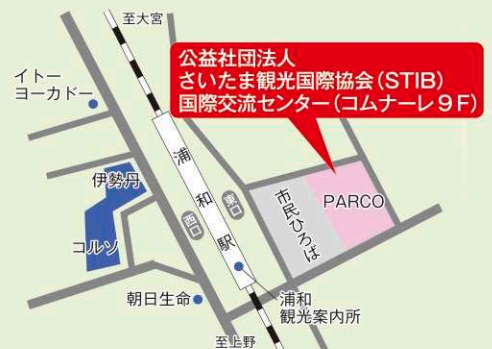 至大宮
公益社団法人
さいたま観光国際協会(STIB)
国際交流センター(コムナーレ9F)
イトー
ヨーカドー
伊勢丹
コルソ
浦和駅
西口
東口
市民ひろば
PARCO
朝日生命
浦和
観光案内所
至上野